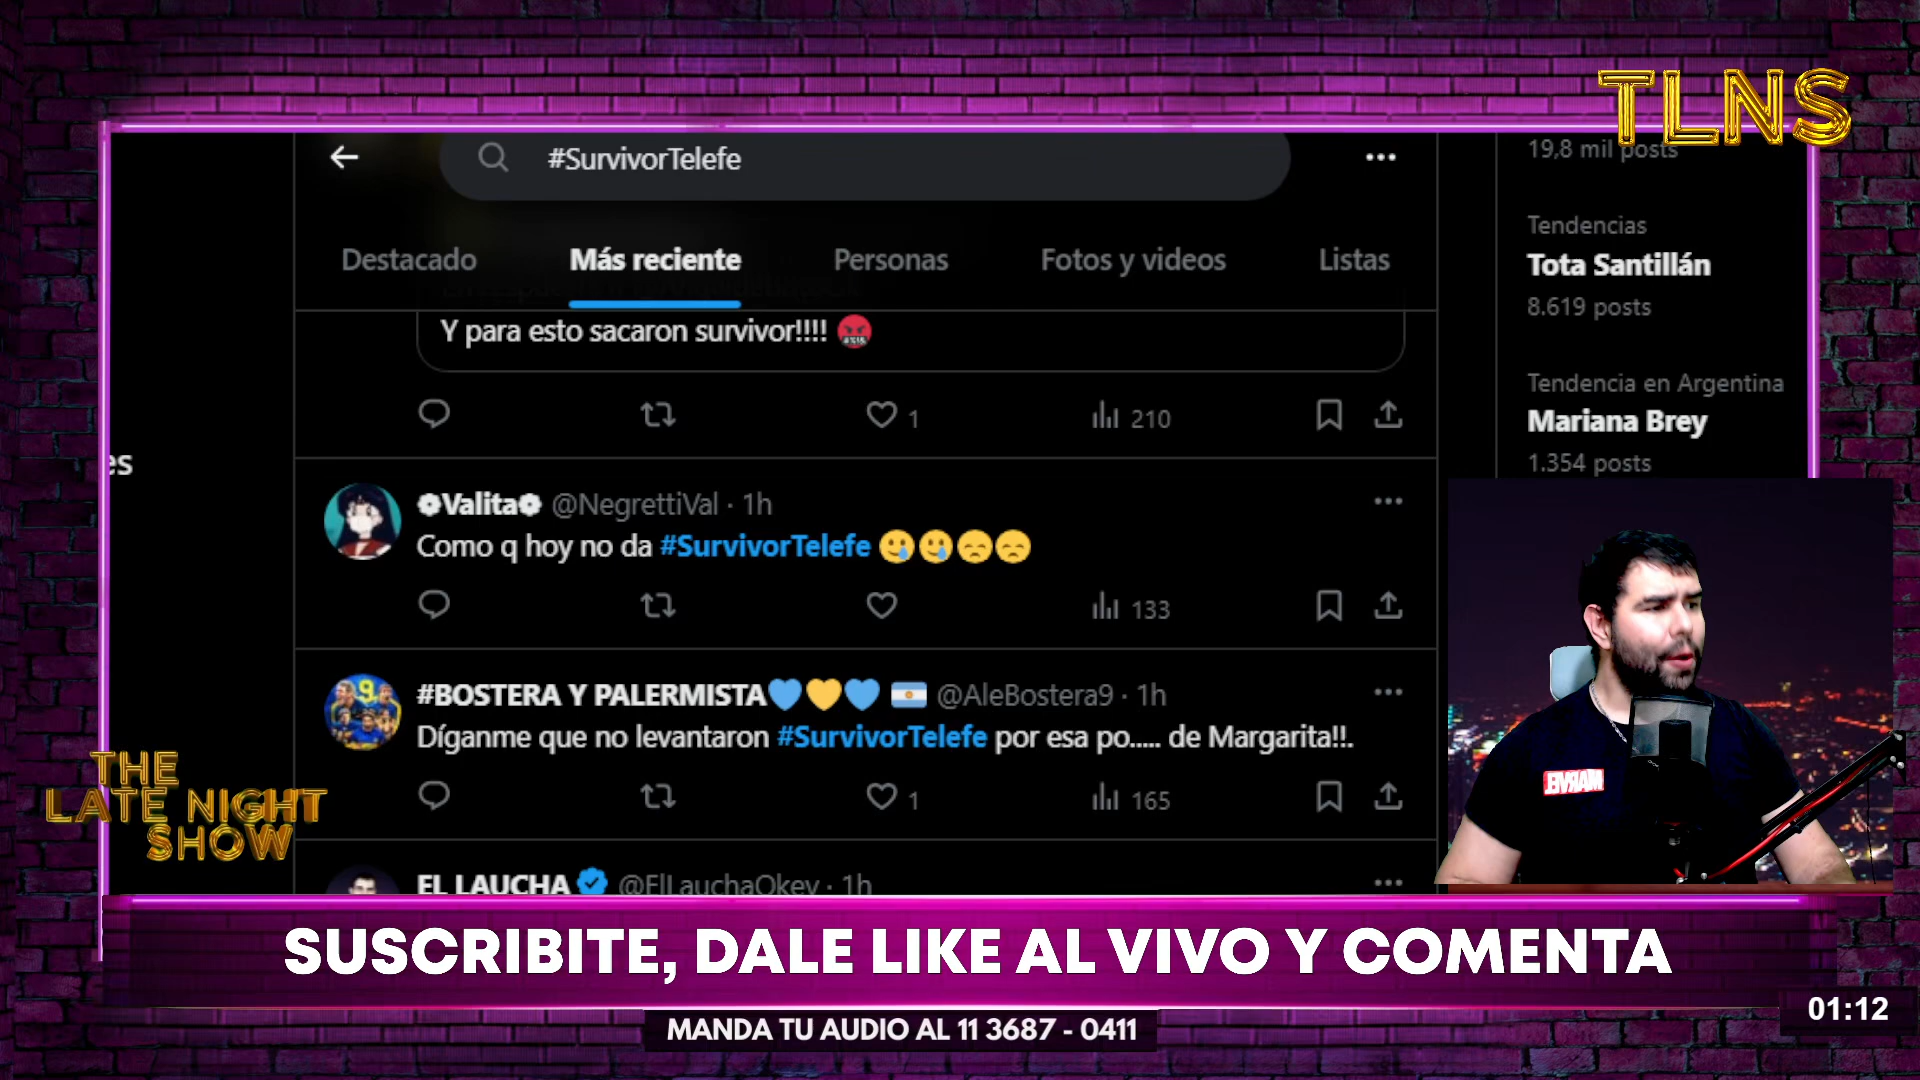 TLNS
#SurvivorTelefe
19,8 mil posts
Destacado
Más reciente
Personas
Fotos y videos
Listas
Tendencias
Tota Santillán
8.619 posts
Y para esto sacaron survivor!!!!
1
210
Tendencia en Argentina
Mariana Brey
1.354 posts
es
Valita @NegrettiVal · 1h
Como q hoy no da #SurvivorTelefe
133
#BOSTERA Y PALERMISTA @AleBostera9 · 1h
Díganme que no levantaron #SurvivorTelefe por esa po..... de Margarita!!.
1
165
THE
LATE NIGHT
SHOW
EL LAUCHA @ElLauchaOkey · 1h
MARVEL
SUSCRIBITE, DALE LIKE AL VIVO Y COMENTA
01:12
MANDA TU AUDIO AL 11 3687 - 0411